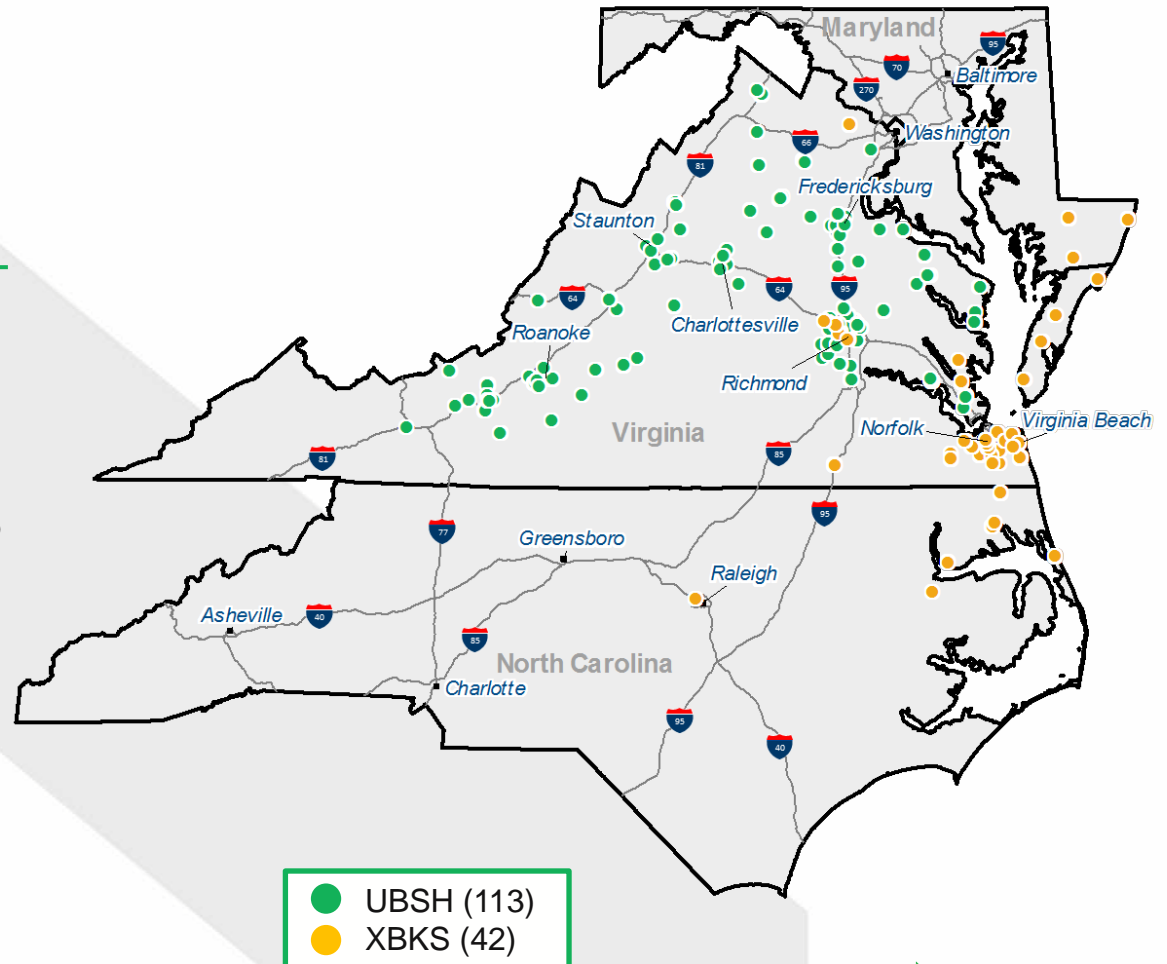 Maryland
95
70
Baltimore
270
Washington
66
81
Fredericksburg
Staunton
64
64
95
Roanoke
Charlottesville
Richmond
Virginia Beach
Norfolk
Virginia
81
85
95
77
Greensboro
Raleigh
Asheville
40
85
North Carolina
Charlotte
95
40
UBSH (113)
XBKS (42)